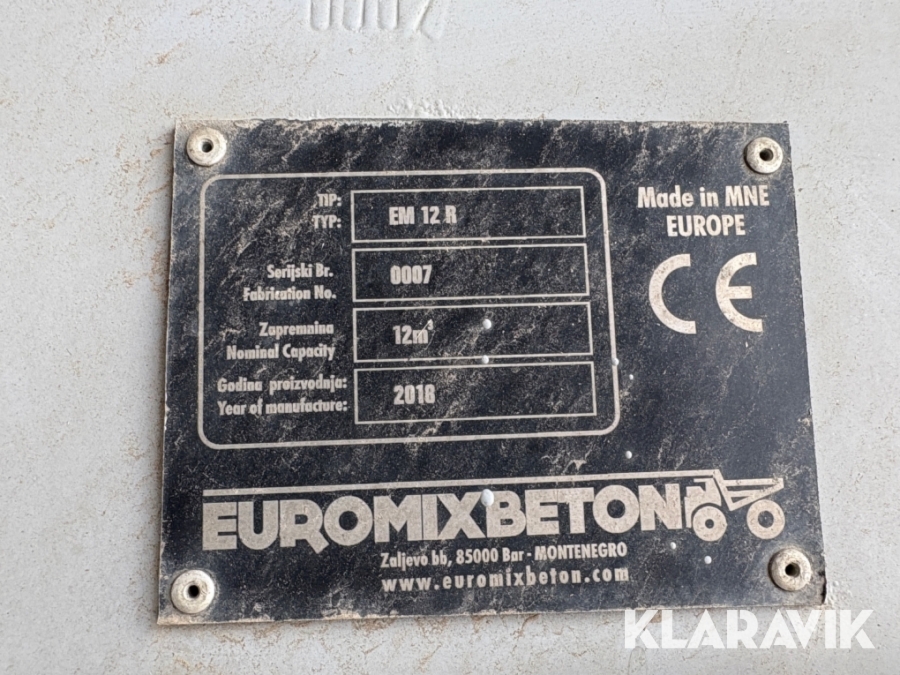 0007
TIP:
TYP:
EM 12 R
Serijski Br.
Fabrication No.
0007
Zapremnina
Nominal Capacity
12m³
Godina proizvodnja:
Year of manufacture:
2018
Made in MNE
EUROPE
CE
EUROMIXBETON
Zaljevo bb, 85000 Bar - MONTENEGRO
www.euromixbeton.com
KLARAVIK